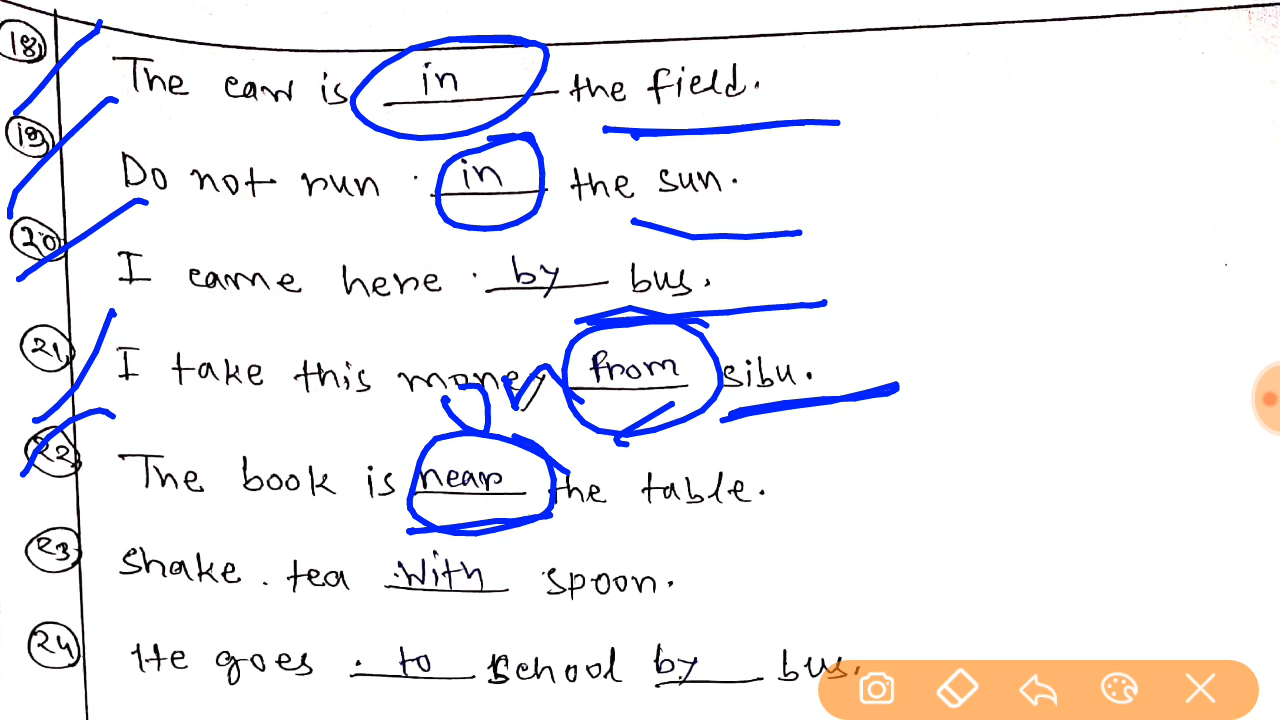 18 The cow is in the field.
19 Do not run in the sun.
20 I came here by bus.
21 I take this money from sibu.
22 The book is near the table.
23 Shake tea with spoon.
24 He goes to school by bus.